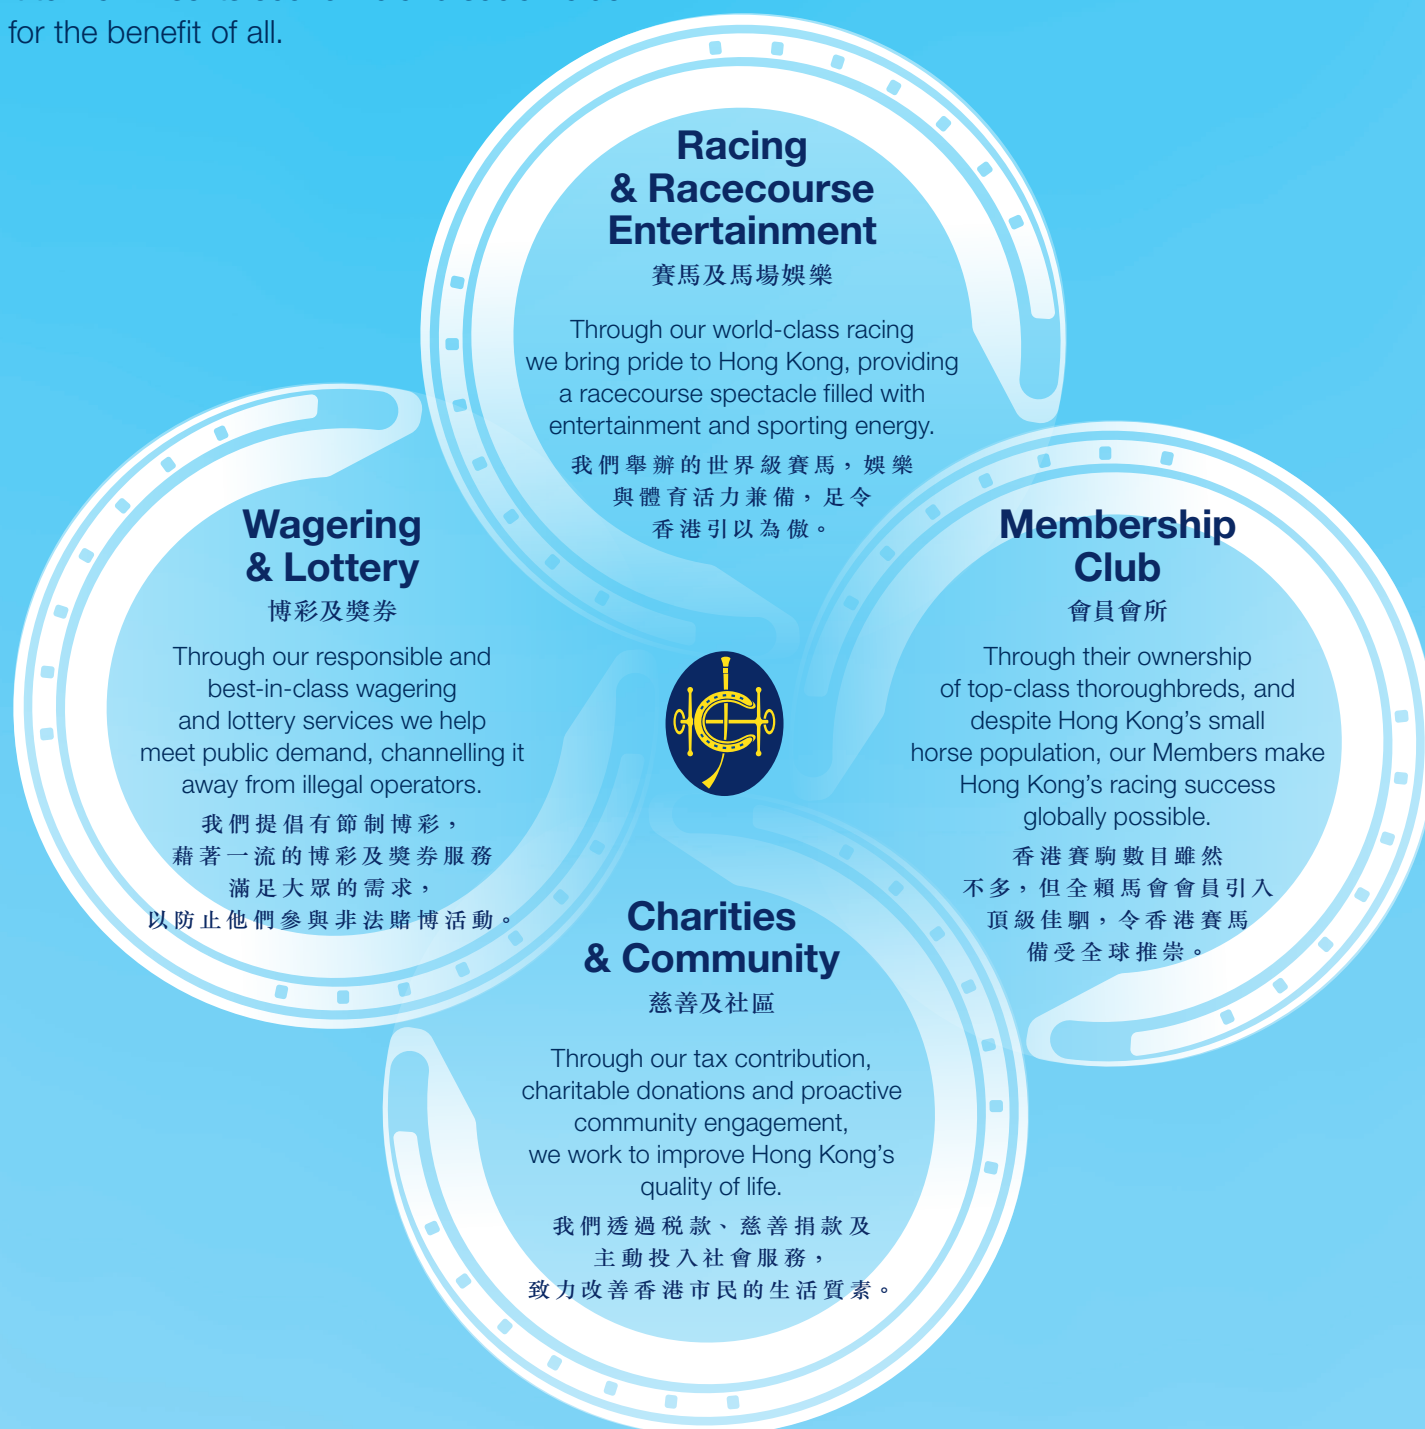 for the benefit of all.
Racing
& Racecourse
Entertainment
賽馬及馬場娛樂
Through our world-class racing
we bring pride to Hong Kong, providing
a racecourse spectacle filled with
entertainment and sporting energy.
我們舉辦的世界級賽馬，娛樂
與體育活力兼備，足令
香港引以為傲。
Wagering
& Lottery
博彩及獎券
Through our responsible and
best-in-class wagering
and lottery services we help
meet public demand, channelling it
away from illegal operators.
我們提倡有節制博彩，
藉著一流的博彩及獎券服務
滿足大眾的需求，
以防止他們參與非法賭博活動。
Membership
Club
會員會所
Through their ownership
of top-class thoroughbreds, and
despite Hong Kong’s small
horse population, our Members make
Hong Kong’s racing success
globally possible.
香港賽駒數目雖然
不多，但全賴馬會會員引入
頂級佳駟，令香港賽馬
備受全球推崇。
Charities
& Community
慈善及社區
Through our tax contribution,
charitable donations and proactive
community engagement,
we work to improve Hong Kong’s
quality of life.
我們透過税款、慈善捐款及
主動投入社會服務，
致力改善香港市民的生活質素。